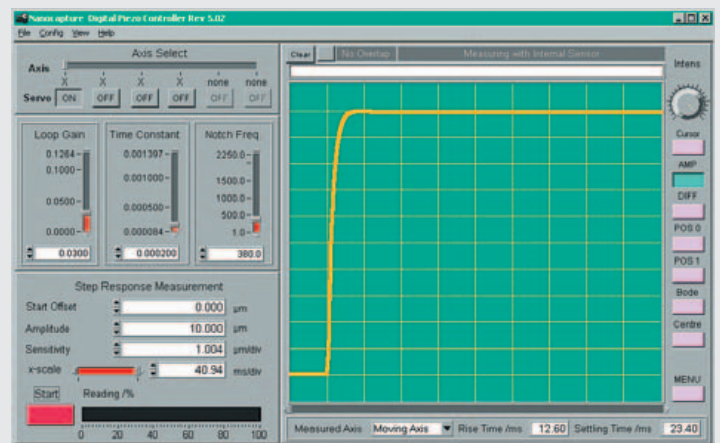 Nanocapture Digital Piezo Controller Rev 5.02
File Config View Help
Axis Select
Axis
X X X X none none
Servo ON OFF OFF OFF OFF OFF
Loop Gain Time Constant Notch Freq.
0.1264 0.001397 2250.0
0.1000 0.001000 1500.0
1000.0
0.0500 0.000500 500.0
0.0000 0.000084 1.0
0.0300 0.000200 380.0
Step Response Measurement
Start Offset 0.000 µm
Amplitude 10.000 µm
Sensitivity 1.004 µm/div
x-scale 40.94 ms/div
Start Reading /%
0 20 40 60 80 100
Clear No Overlap Measuring with Internal Sensor
Measured Axis Moving Axis Rise Time /ms 12.60 Settling Time /ms 23.40
Intens
Cursor
AMP
DIFF
POS 0
POS 1
Bode
Centre
MENU